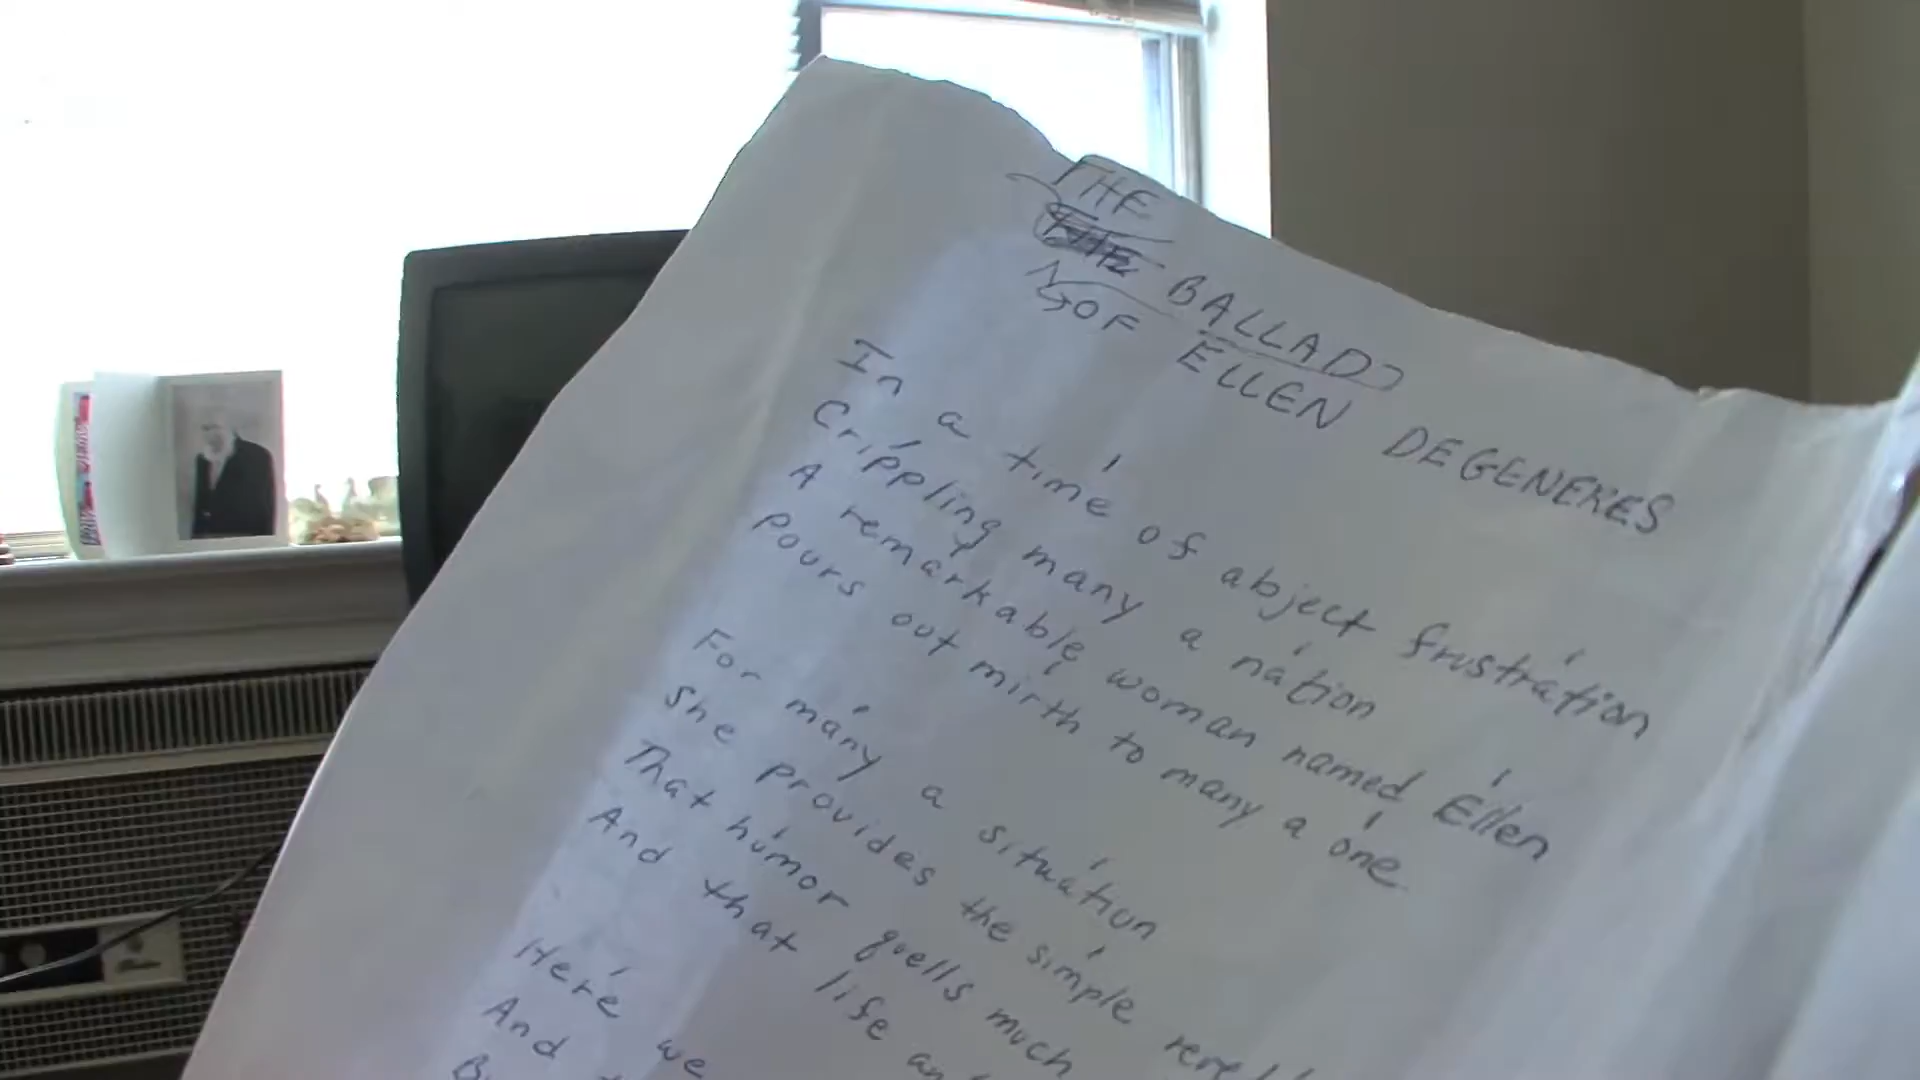 THE
BALLAD
OF ELLEN DEGENERES
In a time of abject frustration
Crippling many a nation
A remarkable woman named Ellen
Pours out mirth to many a one
For many a situation
She provides the simple
That humor quells much
And that life
Here we
And